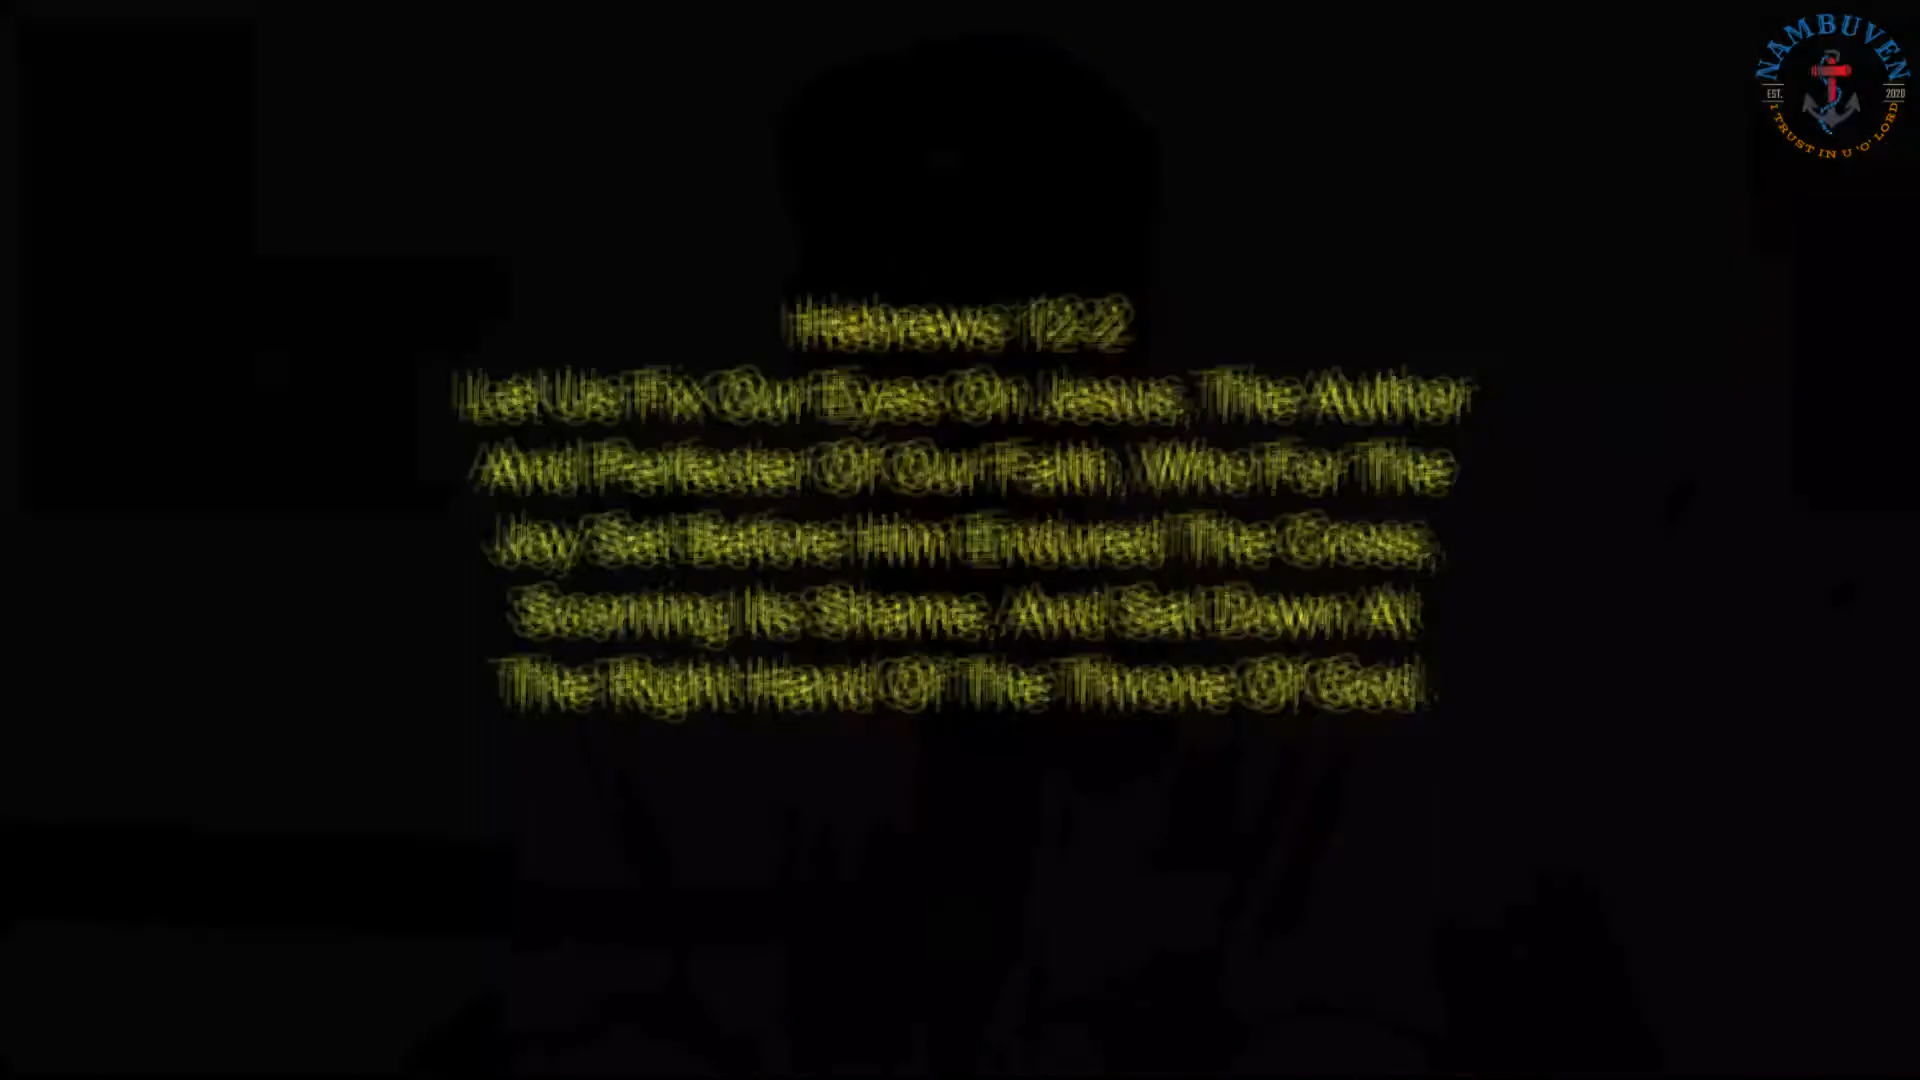 NAMBUVEN
EST. 2020
I TRUST IN U 'O' LORD
Hebrews 12:2
Let Us Fix Our Eyes On Jesus, The Author
And Perfester Of Our Faith, Who For The
Joy Set Before Him Endured The Cross,
Scorning Its Shame, And Sat Down At
The Right Hand Of The Throne Of God.